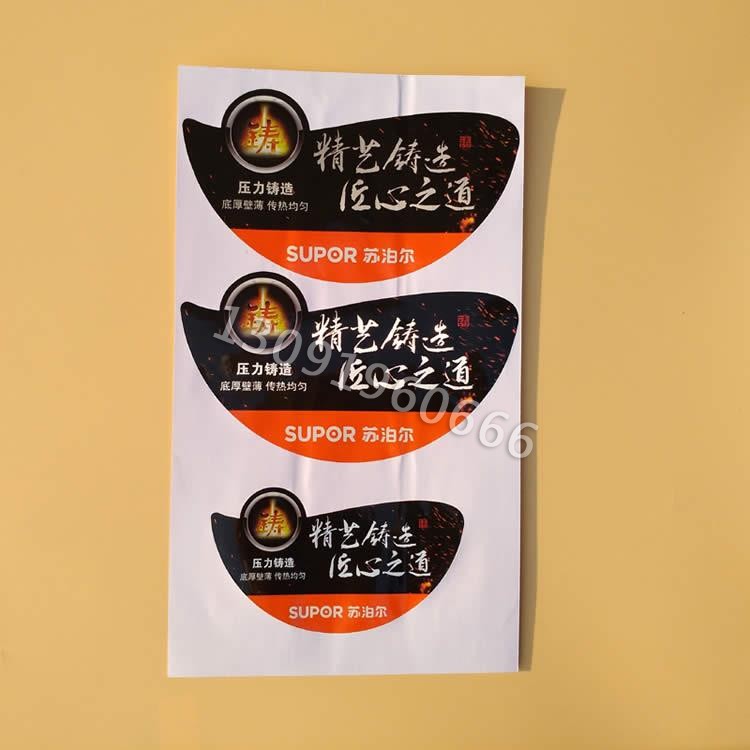 铸
精艺铸造
匠心之道
压力铸造
底厚壁薄 传热均匀
SUPOR 苏泊尔
铸
精艺铸造
匠心之道
压力铸造
底厚壁薄 传热均匀
SUPOR 苏泊尔
13091960666
铸
精艺铸造
匠心之道
压力铸造
底厚壁薄 传热均匀
SUPOR 苏泊尔